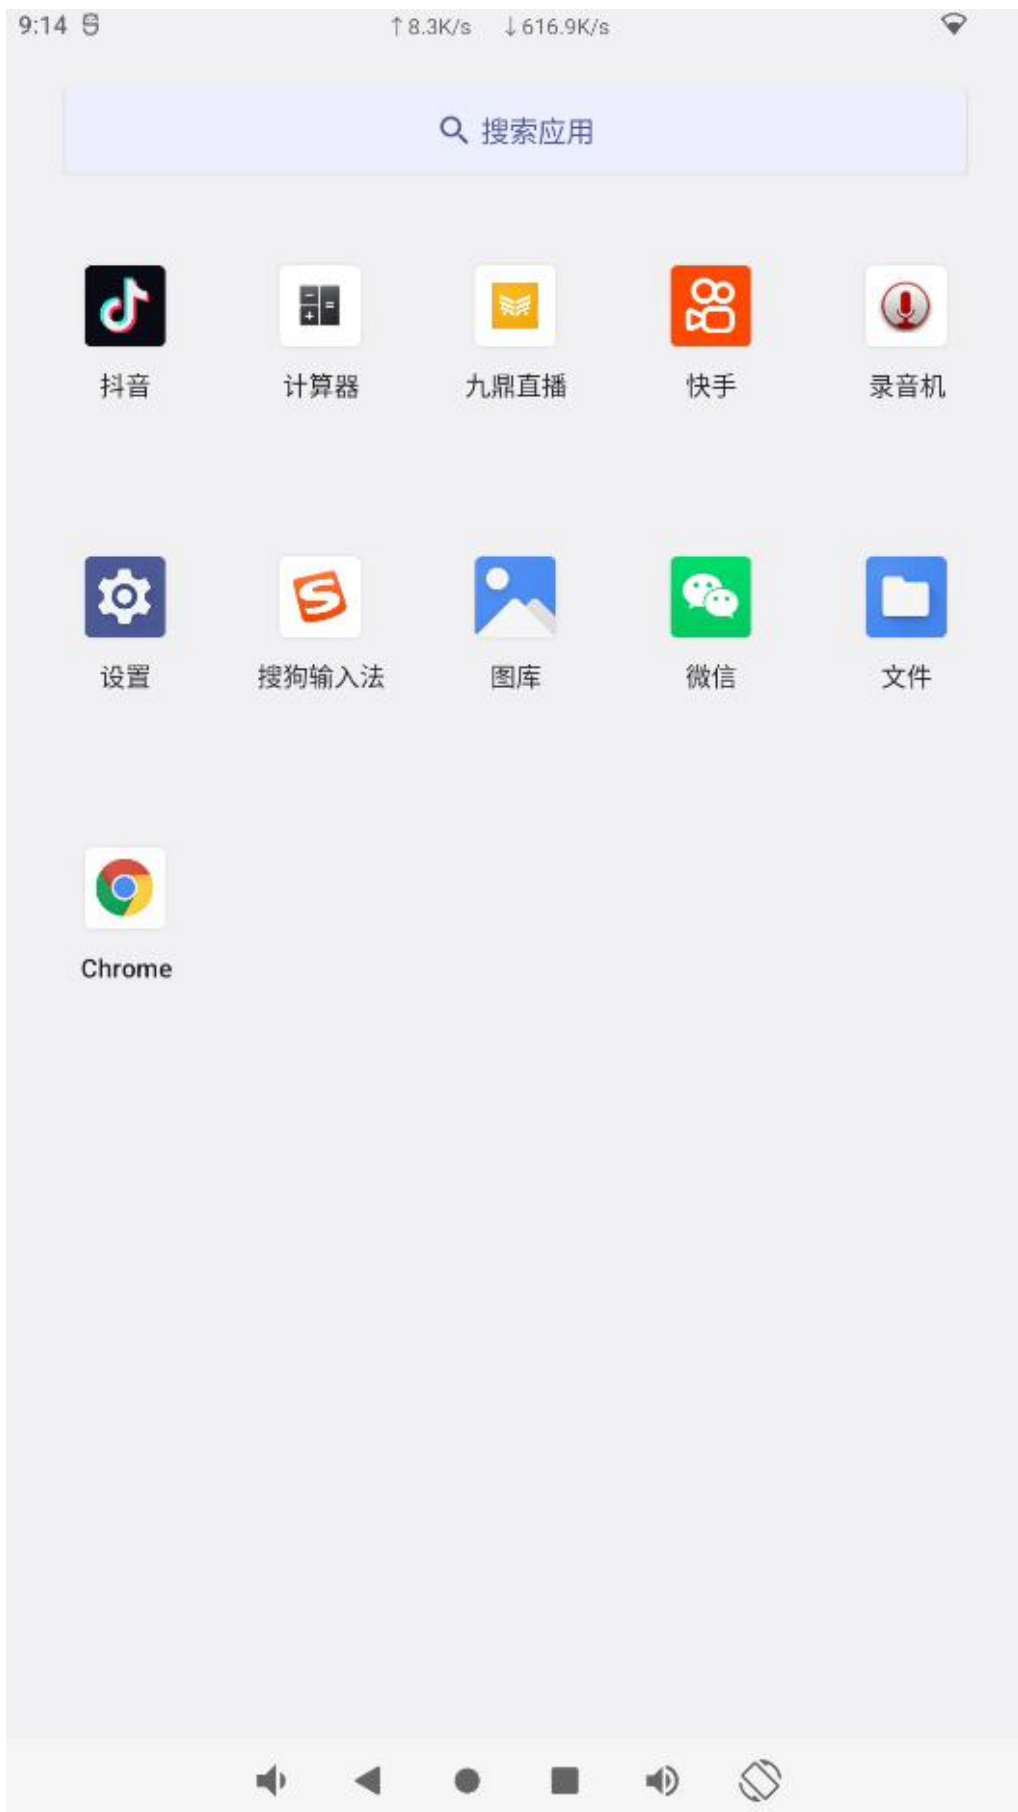 9:14
↑8.3K/s ↓616.9K/s
搜索应用
抖音 计算器 九鼎直播 快手 录音机
设置 搜狗输入法 图库 微信 文件
Chrome